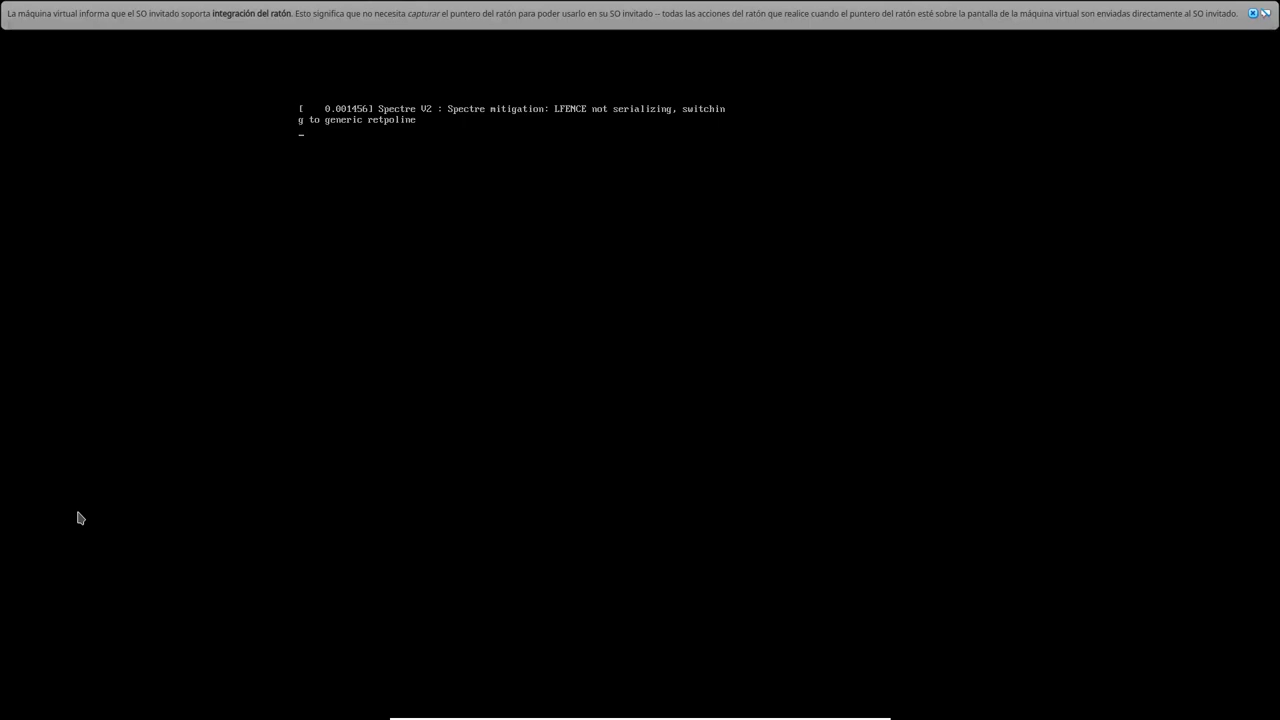 La máquina virtual informa que el SO invitado soporta integración del ratón. Esto significa que no necesita capturar el puntero del ratón para poder usarlo en su SO invitado -- todas las acciones del ratón que realice cuando el puntero del ratón esté sobre la pantalla de la máquina virtual son enviadas directamente al SO invitado.
[    0.001456] Spectre V2 : Spectre mitigation: LFENCE not serializing, switchin
g to generic retpoline
_